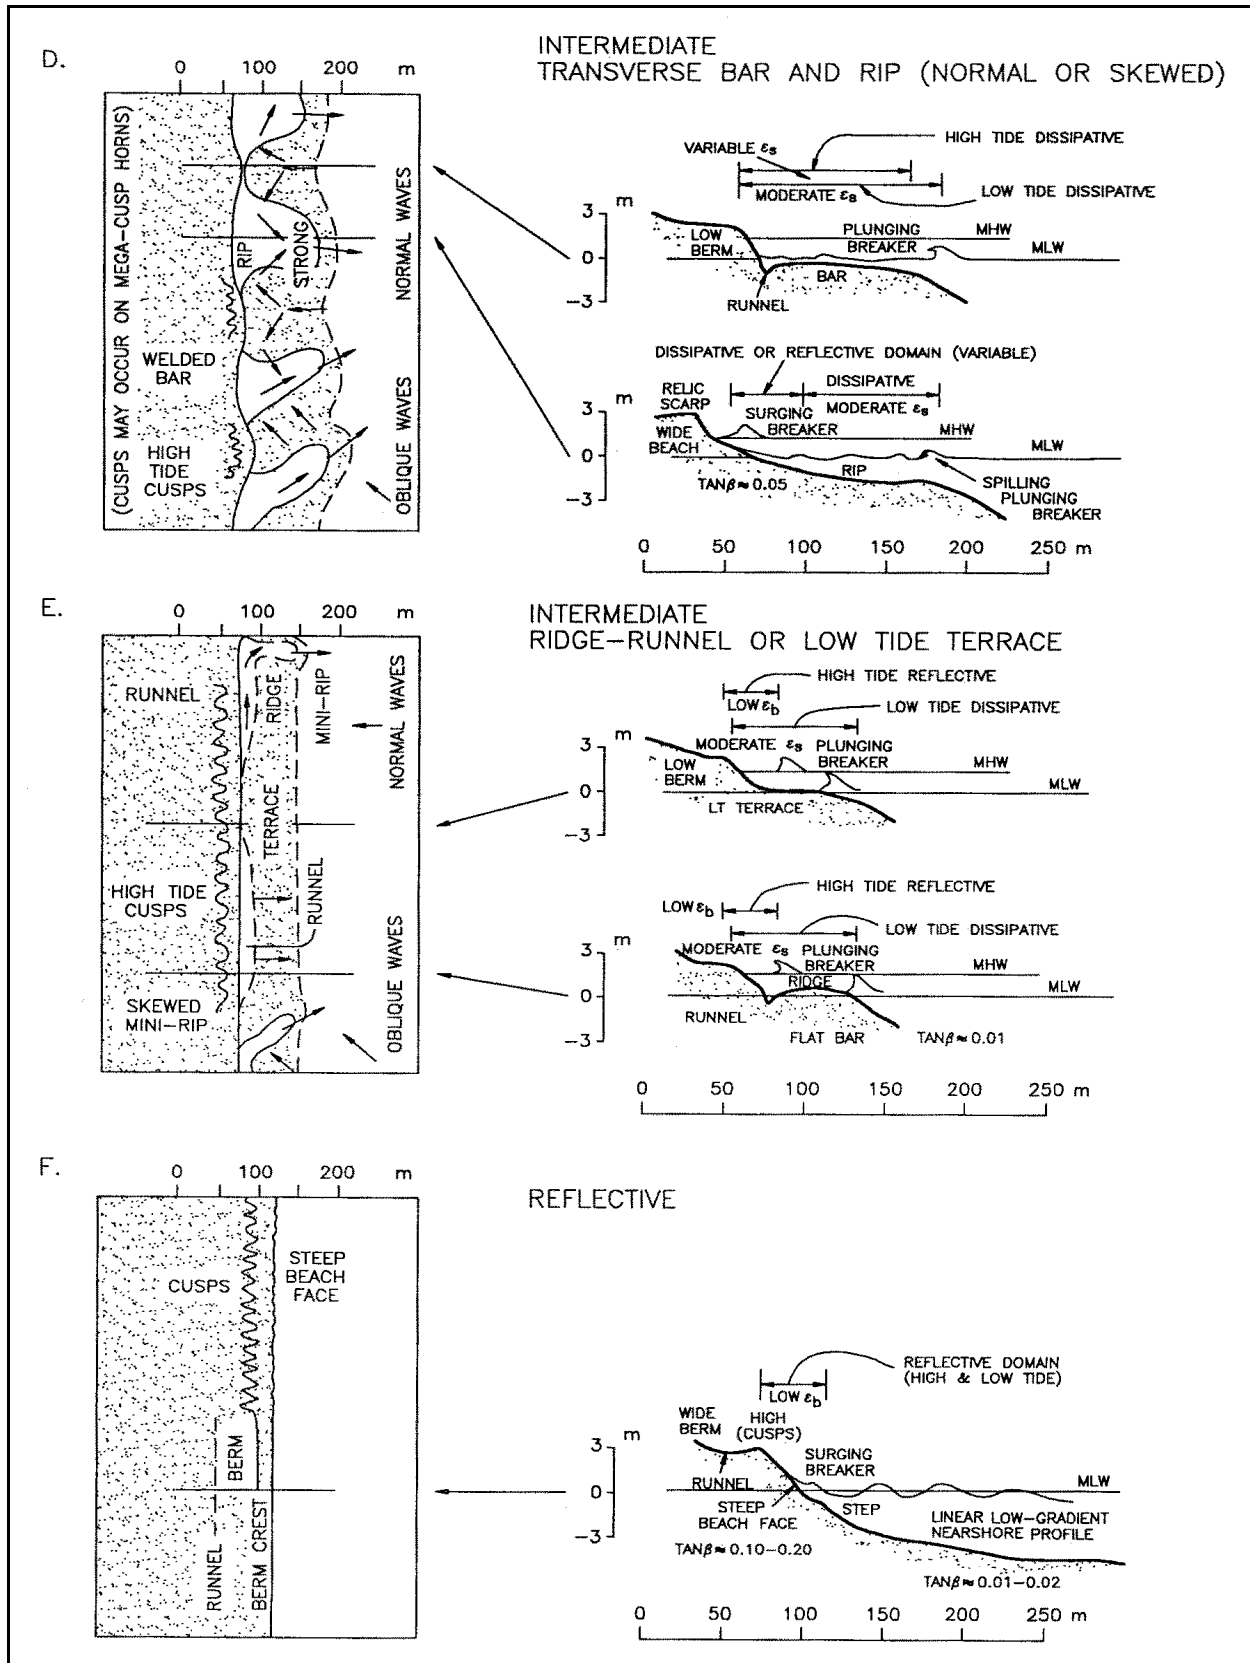 D.
0 100 200 m
(CUSPS MAY OCCUR ON MEGA-CUSP HORNS)
RIP
STRONG
NORMAL WAVES
WELDED
BAR
HIGH
TIDE
CUSPS
OBLIQUE WAVES
INTERMEDIATE
TRANSVERSE BAR AND RIP (NORMAL OR SKEWED)
HIGH TIDE DISSIPATIVE
VARIABLE εs
MODERATE εs
LOW TIDE DISSIPATIVE
m
3
0
−3
LOW
BERM
PLUNGING
BREAKER
MHW
MLW
BAR
RUNNEL
DISSIPATIVE OR REFLECTIVE DOMAIN (VARIABLE)
DISSIPATIVE
MODERATE εs
RELIC
SCARP
m
3
0
−3
SURGING
BREAKER
WIDE
BEACH
MHW
MLW
TANβ≈0.05
RIP
SPILLING
PLUNGING
BREAKER
0 50 100 150 200 250 m
E.
0 100 200 m
RUNNEL
RIDGE
MINI-RIP
NORMAL WAVES
TERRACE
HIGH TIDE
CUSPS
RUNNEL
SKEWED
MINI-RIP
OBLIQUE WAVES
INTERMEDIATE
RIDGE-RUNNEL OR LOW TIDE TERRACE
HIGH TIDE REFLECTIVE
LOW εb
LOW TIDE DISSIPATIVE
m
3
0
−3
MODERATE εs
PLUNGING
BREAKER
LOW
BERM
MHW
MLW
LT TERRACE
HIGH TIDE REFLECTIVE
LOW εb
LOW TIDE DISSIPATIVE
m
3
0
−3
MODERATE εs
PLUNGING
BREAKER
RIDGE
MHW
MLW
RUNNEL
FLAT BAR
TANβ≈0.01
0 50 100 150 200 250 m
F.
0 100 200 m
CUSPS
STEEP
BEACH
FACE
BERM
RUNNEL
BERM CREST
REFLECTIVE
REFLECTIVE DOMAIN
(HIGH & LOW TIDE)
LOW εb
WIDE
BERM
HIGH
(CUSPS)
m
3
0
−3
SURGING
BREAKER
RUNNEL
MLW
STEEP
BEACH FACE
STEP
LINEAR LOW-GRADIENT
NEARSHORE PROFILE
TANβ≈0.10-0.20
TANβ≈0.01-0.02
0 50 100 150 200 250 m